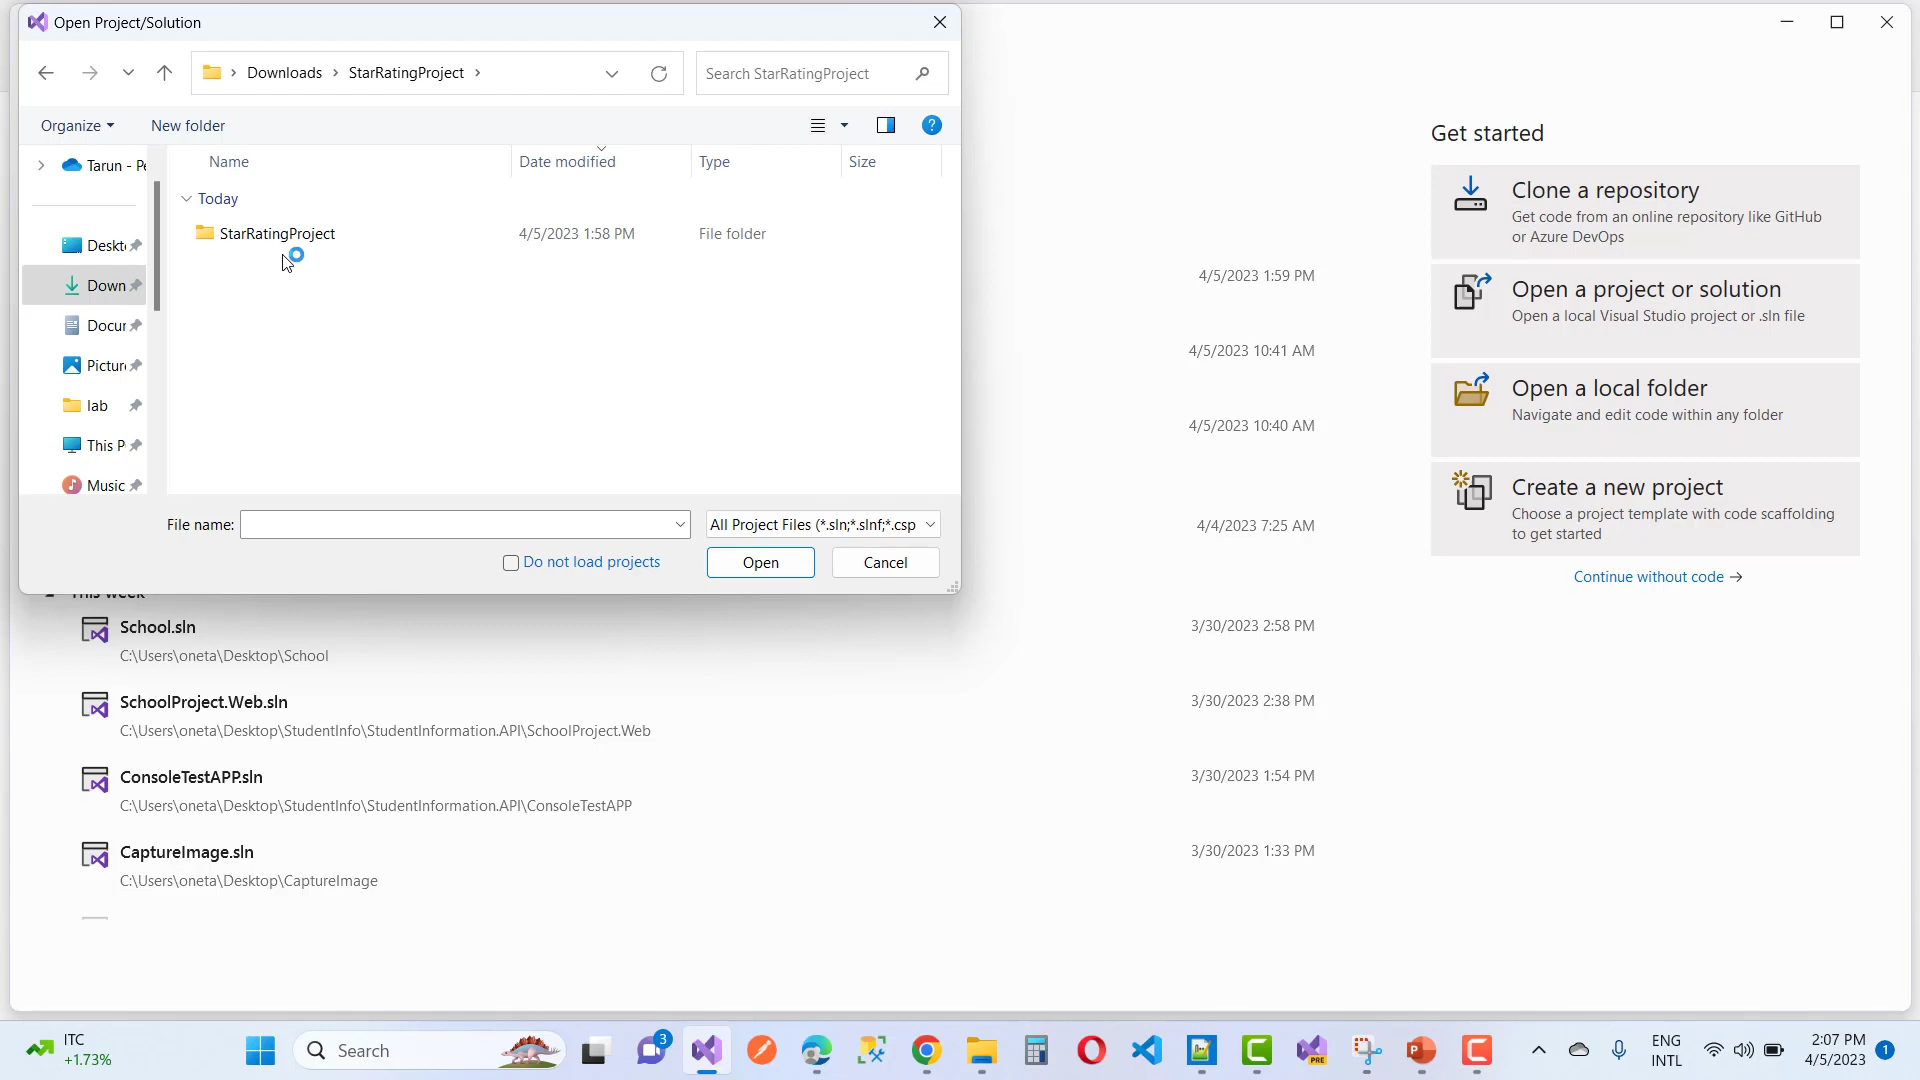 Open Project/Solution
Downloads
StarRatingProject
Search StarRatingProject
Organize
New folder
Name
Date modified
Type
Size
Tarun - Pe
Today
StarRatingProject
4/5/2023 1:58 PM
File folder
Deskt
Down
Docur
Pictur
lab
This P
Music
File name:
All Project Files (*.sln;*.slnf;*.csp
Do not load projects
Open
Cancel
4/5/2023 1:59 PM
4/5/2023 10:41 AM
4/5/2023 10:40 AM
4/4/2023 7:25 AM
This week
School.sln
3/30/2023 2:58 PM
C:\Users\oneta\Desktop\School
SchoolProject.Web.sln
3/30/2023 2:38 PM
C:\Users\oneta\Desktop\StudentInfo\StudentInformation.API\SchoolProject.Web
ConsoleTestAPP.sln
3/30/2023 1:54 PM
C:\Users\oneta\Desktop\StudentInfo\StudentInformation.API\ConsoleTestAPP
CaptureImage.sln
3/30/2023 1:33 PM
C:\Users\oneta\Desktop\CaptureImage
Get started
Clone a repository
Get code from an online repository like GitHub
or Azure DevOps
Open a project or solution
Open a local Visual Studio project or .sln file
Open a local folder
Navigate and edit code within any folder
Create a new project
Choose a project template with code scaffolding
to get started
Continue without code →
ITC
+1.73%
Search
3
PRE
ENG
INTL
2:07 PM
4/5/2023
1